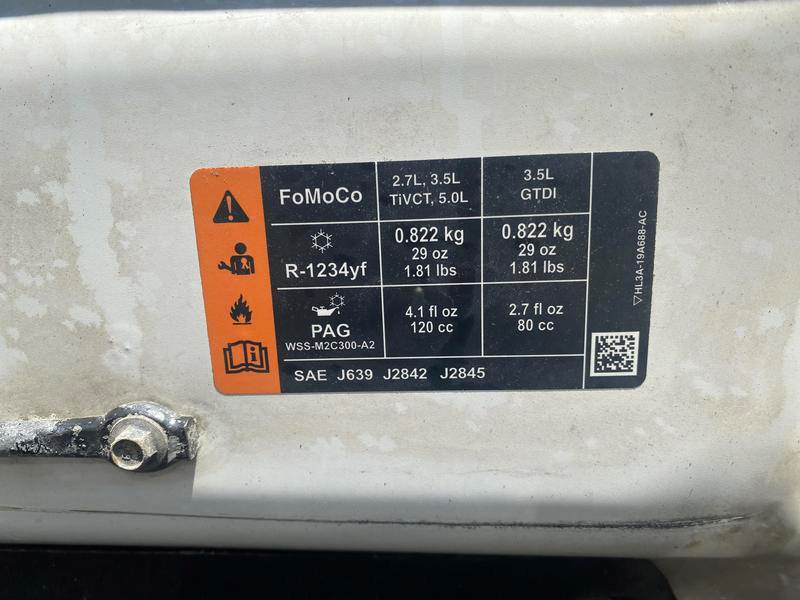 FoMoCo
2.7L, 3.5L
TiVCT, 5.0L
3.5L
GTDI
R-1234yf
0.822 kg
29 oz
1.81 lbs
0.822 kg
29 oz
1.81 lbs
PAG
WSS-M2C300-A2
4.1 fl oz
120 cc
2.7 fl oz
80 cc
SAE J639 J2842 J2845
HL3A-19A688-AC